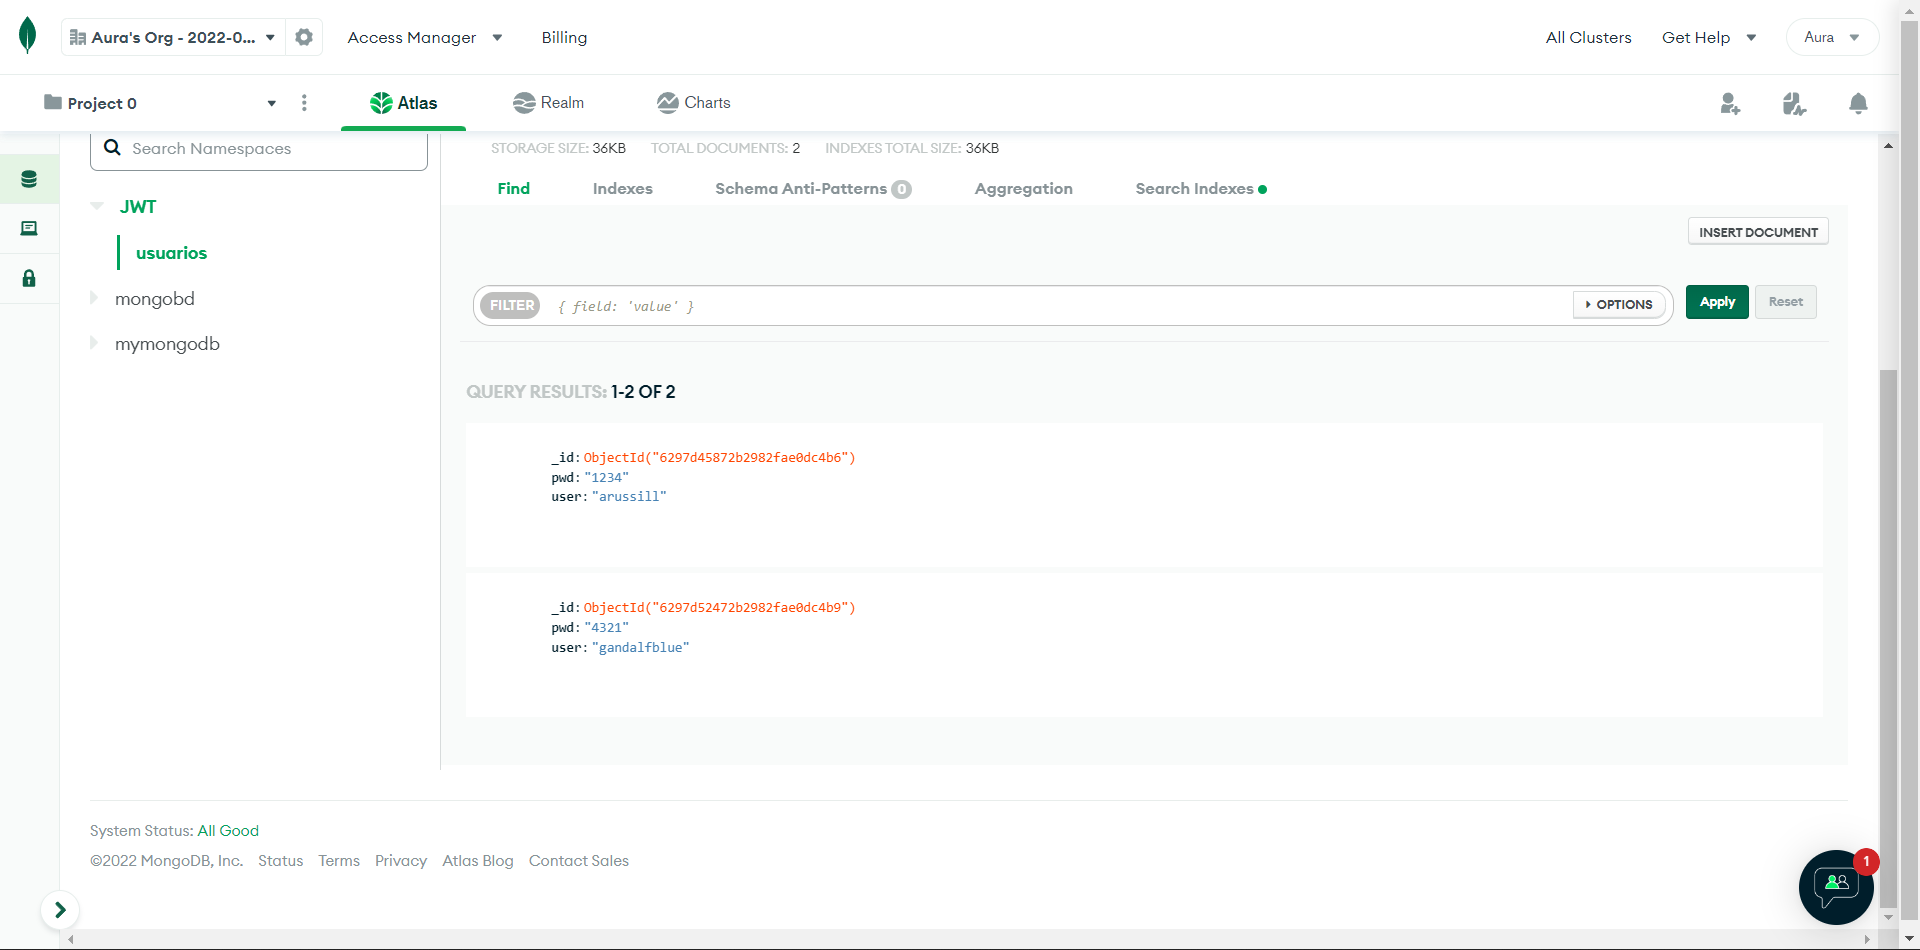 Aura's Org - 2022-0... Access Manager Billing All Clusters Get Help Aura
Project 0 Atlas Realm Charts
Search Namespaces
STORAGE SIZE: 36KB TOTAL DOCUMENTS: 2 INDEXES TOTAL SIZE: 36KB
Find Indexes Schema Anti-Patterns 0 Aggregation Search Indexes
JWT
usuarios
mongobd
mymongodb
INSERT DOCUMENT
FILTER { field: 'value' } OPTIONS Apply Reset
QUERY RESULTS: 1-2 OF 2
_id: ObjectId("6297d45872b2982fae0dc4b6")
pwd: "1234"
user: "arussill"
_id: ObjectId("6297d52472b2982fae0dc4b9")
pwd: "4321"
user: "gandalfblue"
System Status: All Good
©2022 MongoDB, Inc. Status Terms Privacy Atlas Blog Contact Sales
1